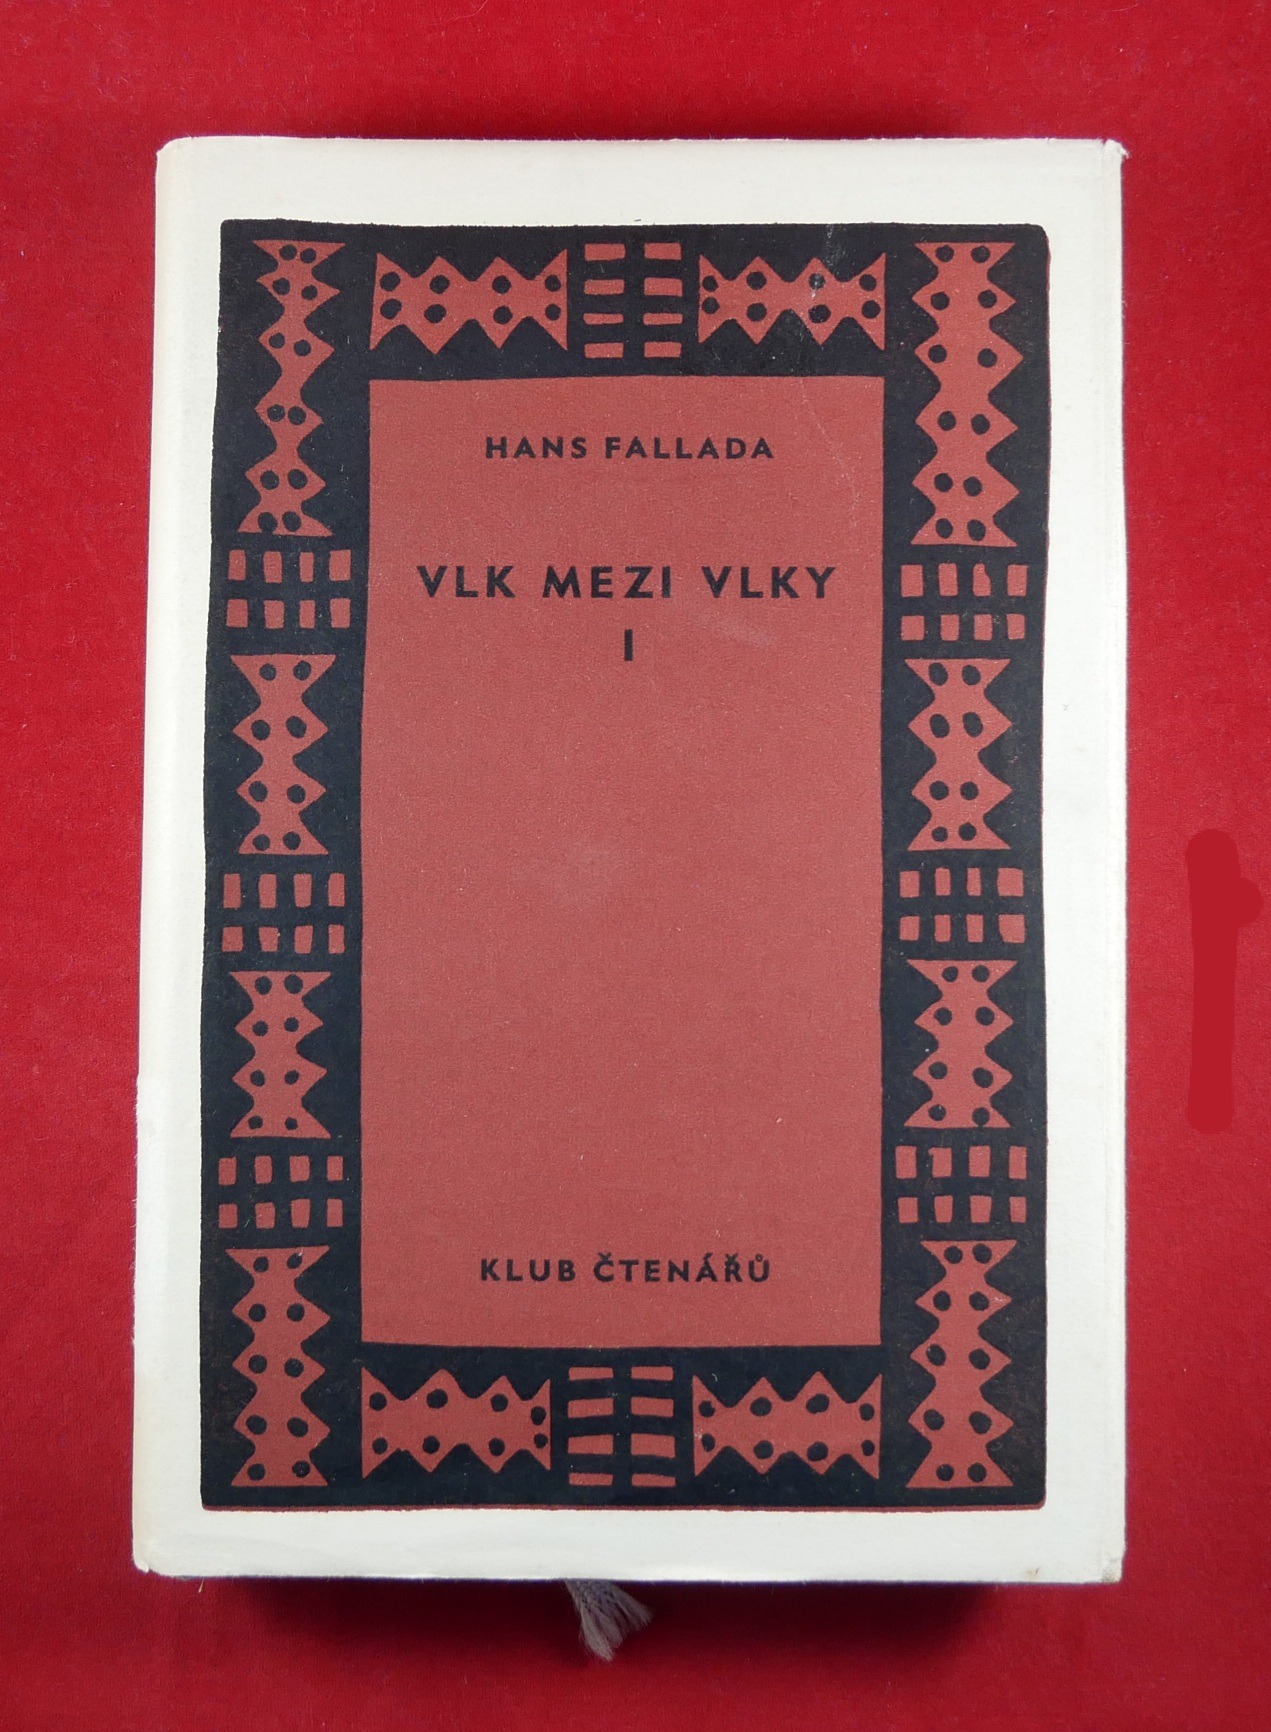 HANS FALLADA
VLK MEZI VLKY
I
KLUB ČTENÁŘŮ